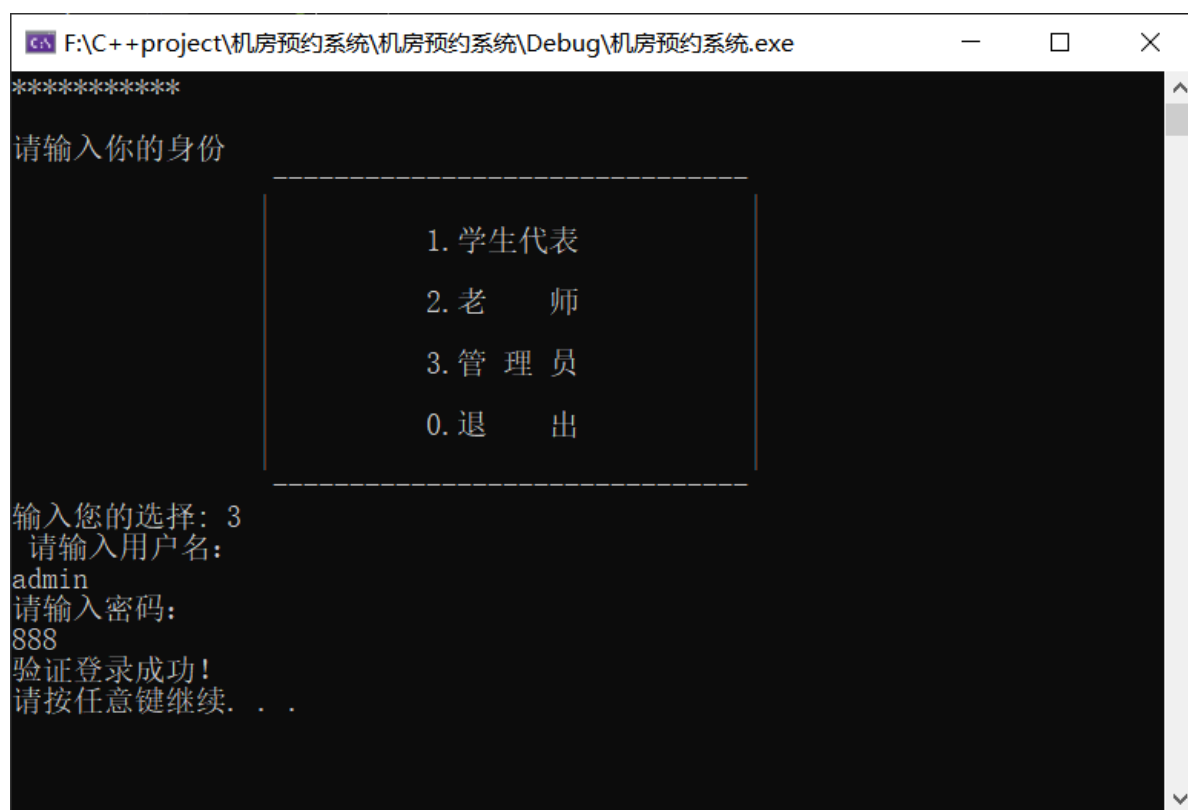 F:\C++project\机房预约系统\机房预约系统\Debug\机房预约系统.exe
***********
请输入你的身份
-------------------------------
1.学生代表
2.老    师
3.管 理 员
0.退    出
-------------------------------
输入您的选择: 3
 请输入用户名：
admin
请输入密码：
888
验证登录成功!
请按任意键继续. . .